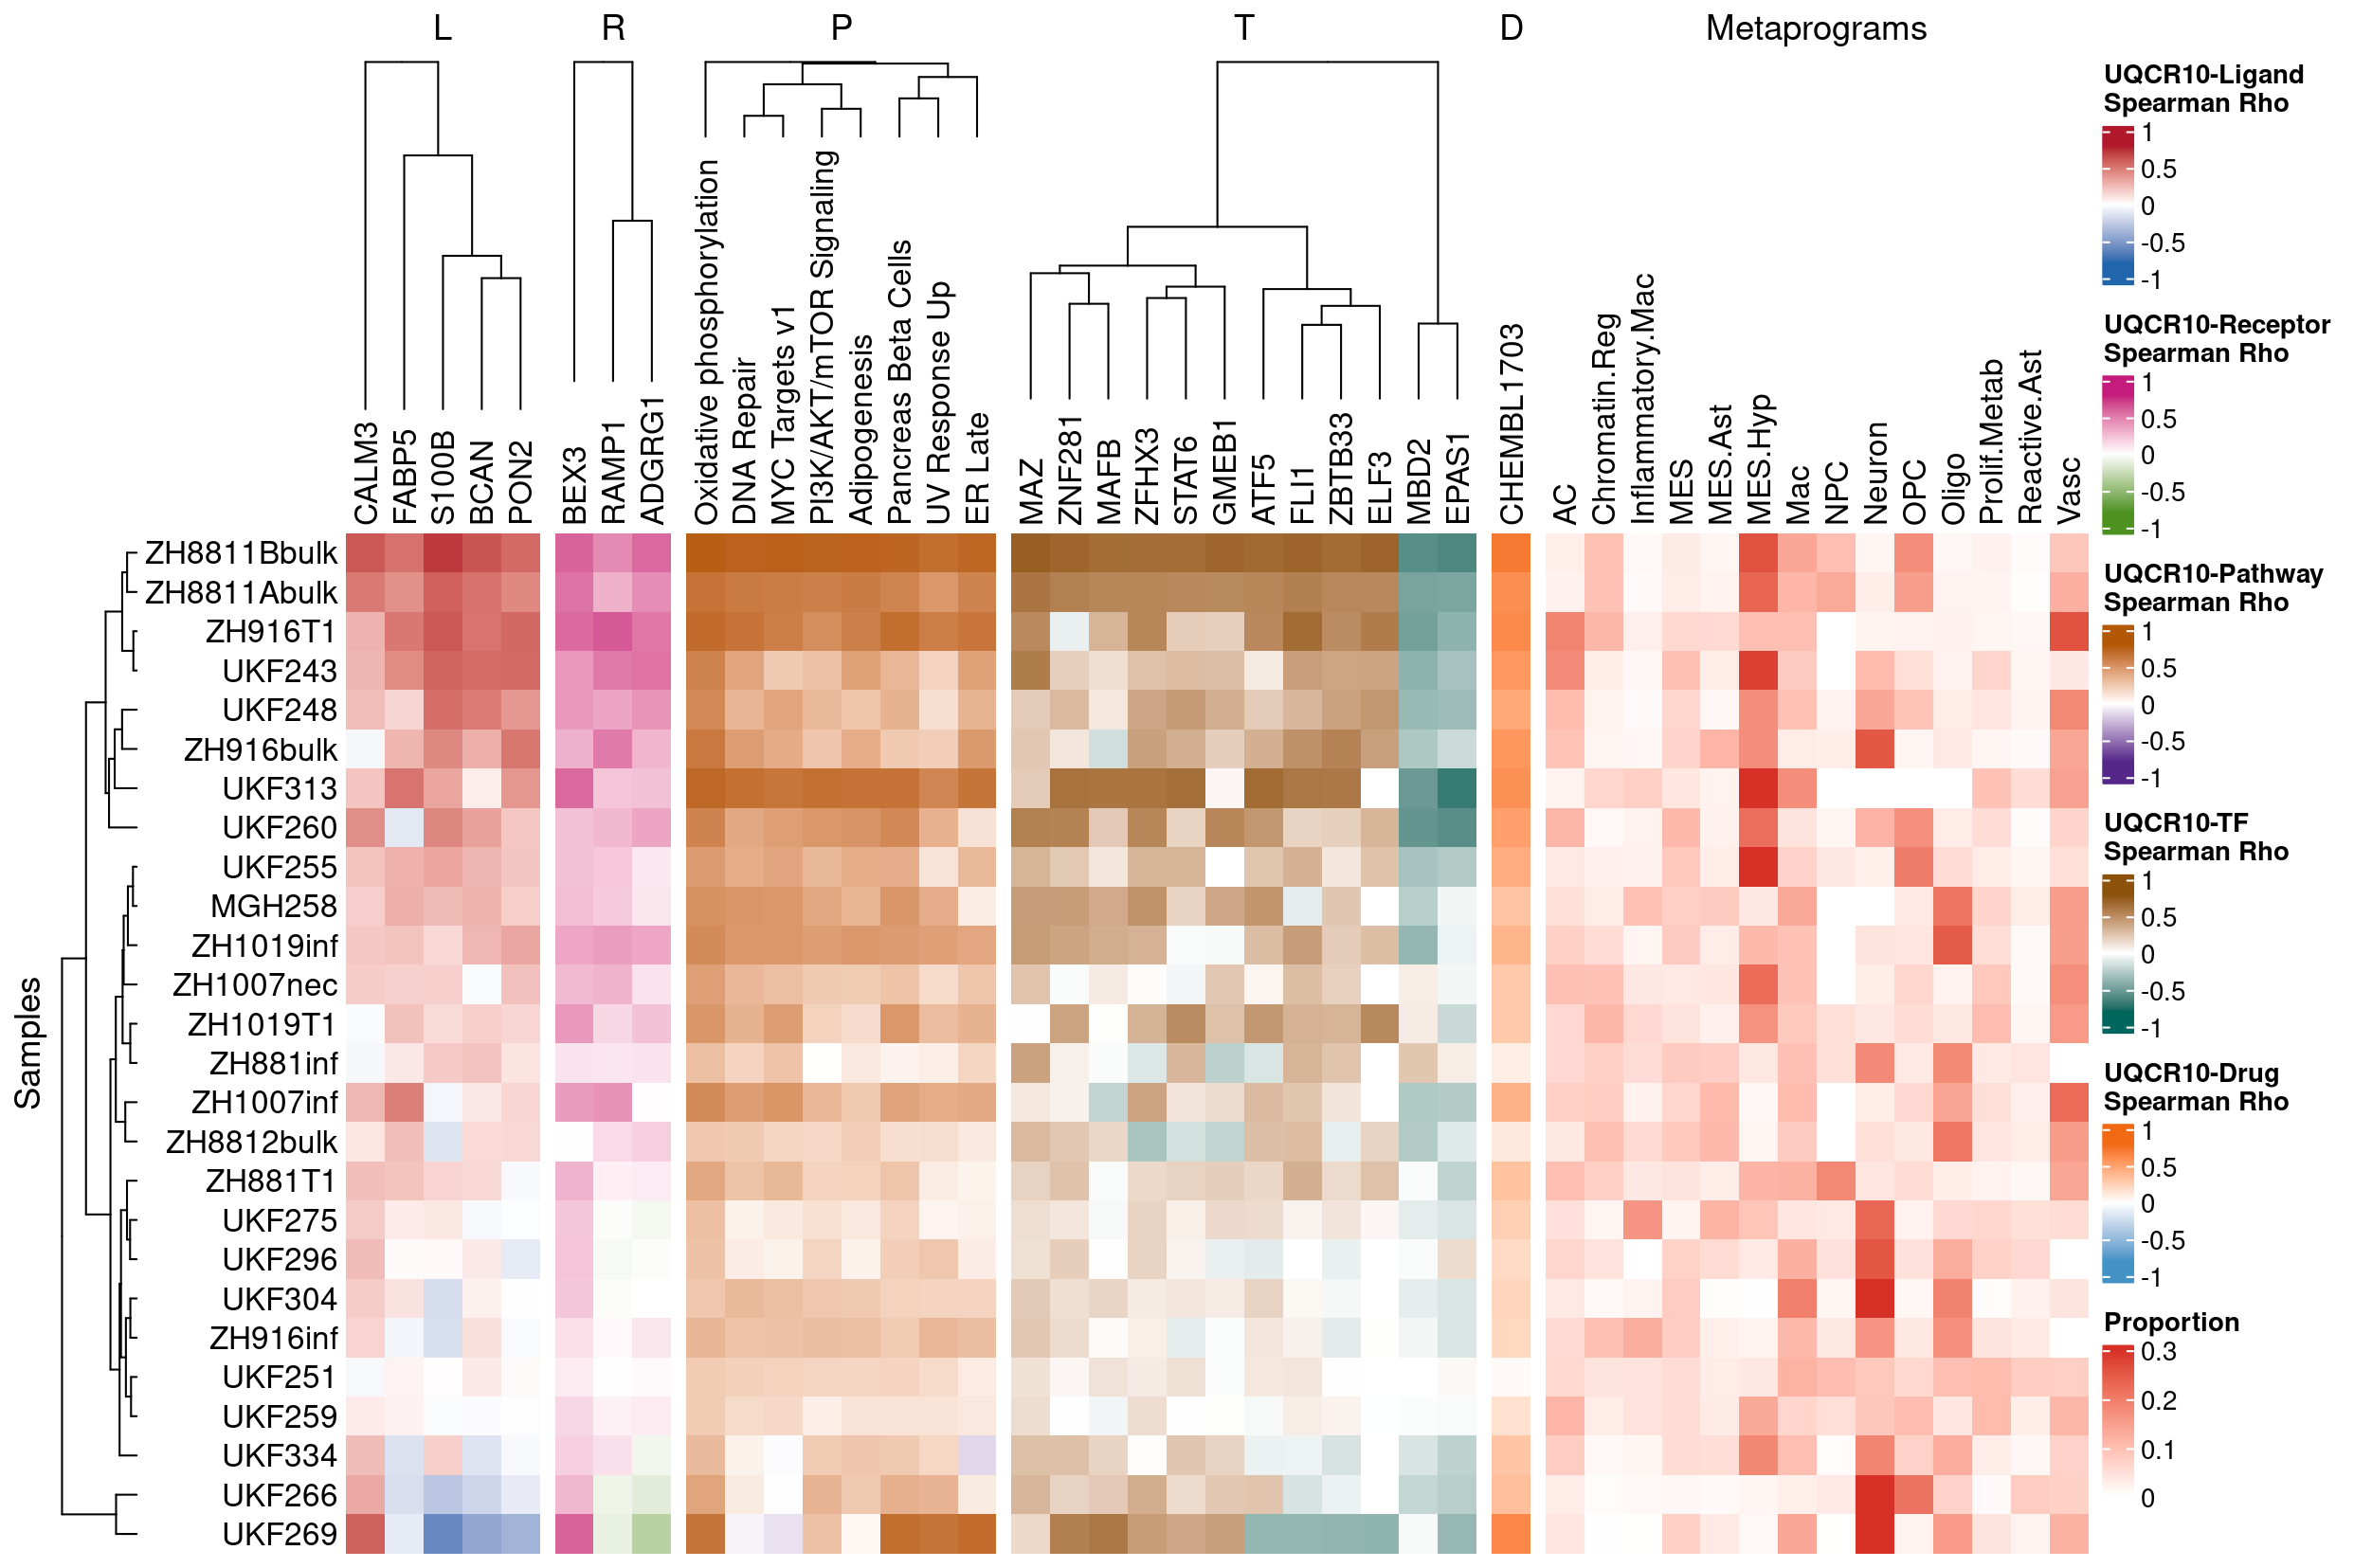 L R P T D Metaprograms
CALM3
FABP5
S100B
BCAN
PON2
BEX3
RAMP1
ADGRG1
Oxidative phosphorylation
DNA Repair
MYC Targets v1
PI3K/AKT/mTOR Signaling
Adipogenesis
Pancreas Beta Cells
UV Response Up
ER Late
MAZ
ZNF281
MAFB
ZFHX3
STAT6
GMEB1
ATF5
FLI1
ZBTB33
ELF3
MBD2
EPAS1
CHEMBL1703
AC
Chromatin.Reg
Inflammatory.Mac
MES
MES.Ast
MES.Hyp
Mac
NPC
Neuron
OPC
Oligo
Prolif.Metab
Reactive.Ast
Vasc
Samples
ZH8811Bbulk
ZH8811Abulk
ZH916T1
UKF243
UKF248
ZH916bulk
UKF313
UKF260
UKF255
MGH258
ZH1019inf
ZH1007nec
ZH1019T1
ZH881inf
ZH1007inf
ZH8812bulk
ZH881T1
UKF275
UKF296
UKF304
ZH916inf
UKF251
UKF259
UKF334
UKF266
UKF269
UQCR10-Ligand
Spearman Rho
1
0.5
0
-0.5
-1
UQCR10-Receptor
Spearman Rho
1
0.5
0
-0.5
-1
UQCR10-Pathway
Spearman Rho
1
0.5
0
-0.5
-1
UQCR10-TF
Spearman Rho
1
0.5
0
-0.5
-1
UQCR10-Drug
Spearman Rho
1
0.5
0
-0.5
-1
Proportion
0.3
0.2
0.1
0